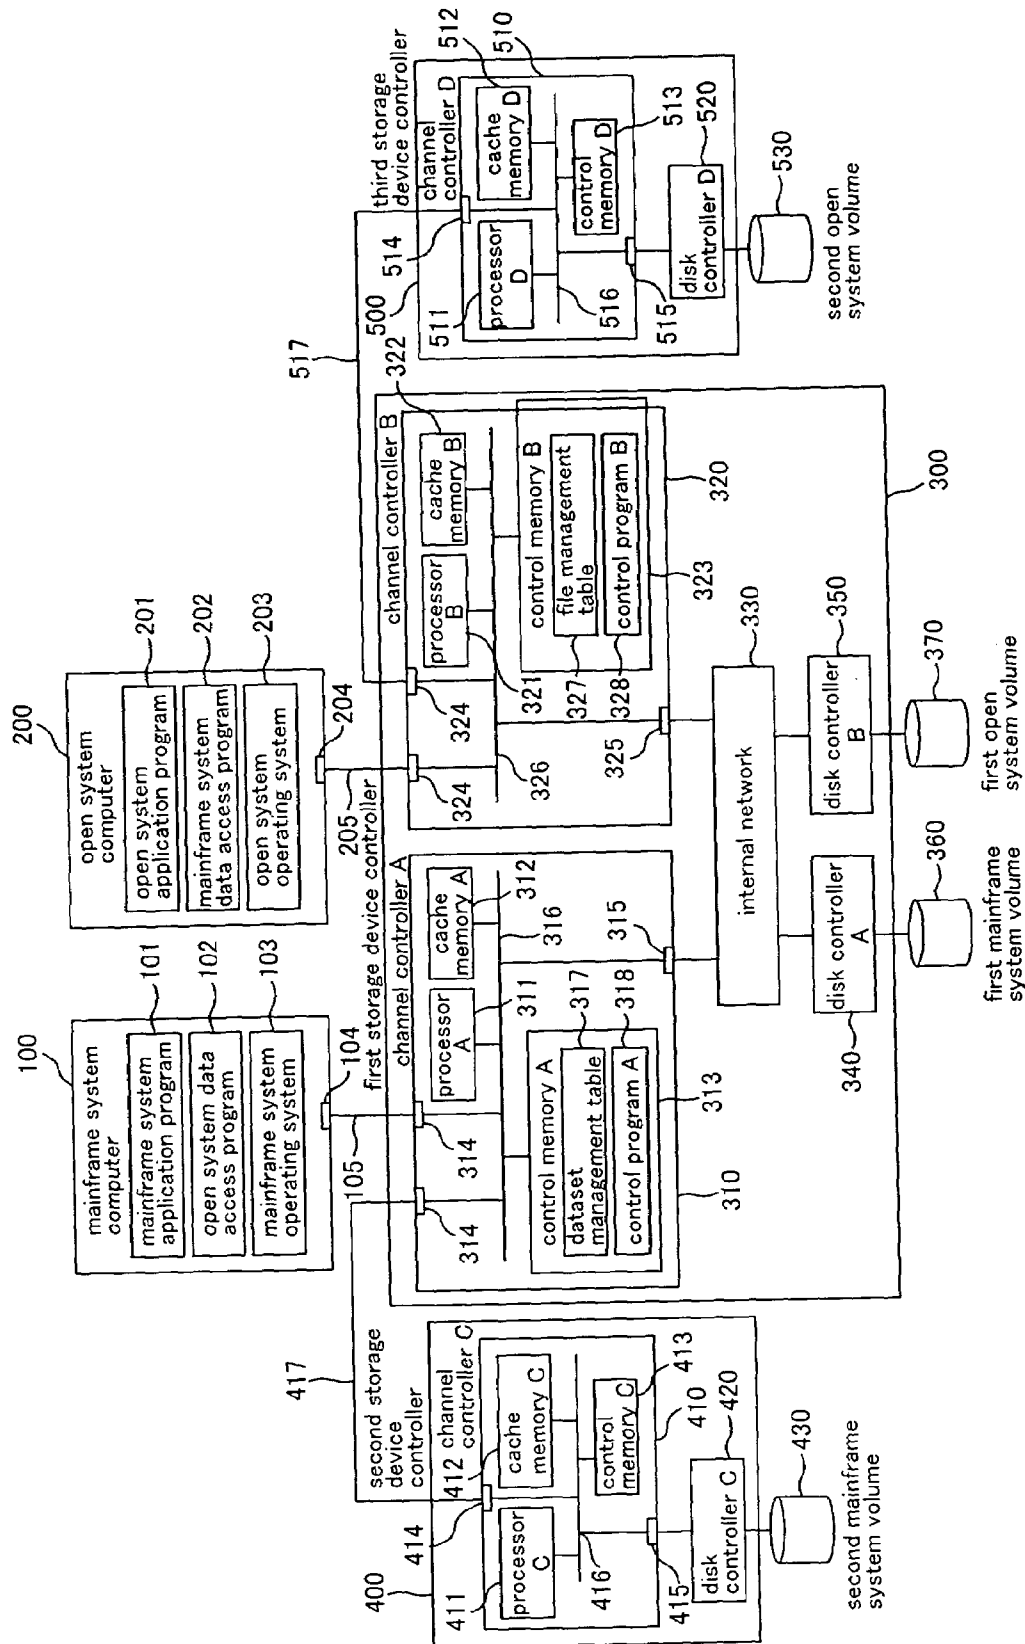 100
mainframe system
computer
mainframe system
application program
101
open system data
access program
102
mainframe system
operating system
103
104
105
200
open system
computer
open system
application program
201
mainframe system
data access program
202
open system
operating system
203
204
205
417
517
first storage device controller
channel controller A
314
314
processor
A
311
cache
memory A
312
316
315
control memory A
dataset
management table
317
control program A
318
313
310
channel controller B
324
324
processor
B
321
cache
memory B
322
326
325
control memory B
file management
table
327
control program B
328
323
320
internal network
330
disk controller
A
340
disk controller
B
350
300
360
first mainframe
system volume
370
first open
system volume
second storage
device
controller
400
channel
controller C
414
411
processor
C
412
cache
memory C
416
control
memory C
413
410
415
disk
controller C
420
430
second mainframe
system volume
third storage
device controller
500
channel
controller D
514
511
processor
D
cache
memory D
512
510
516
control
memory D
513
515
disk
controller D
520
530
second open
system volume